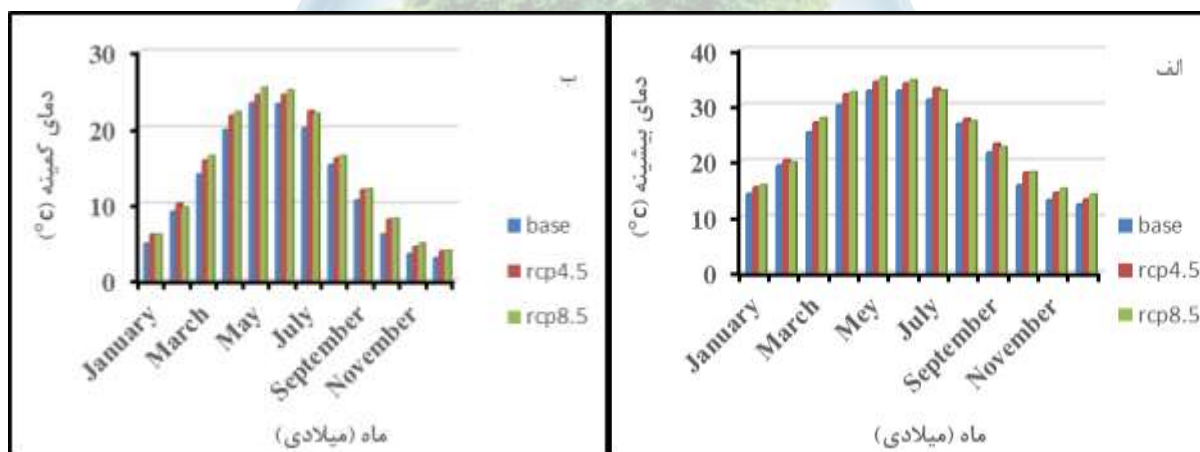 30
20
10
0
دمای کمینه (°C)
ب
base
rcp4.5
rcp8.5
January
March
May
July
September
November
ماه (میلادی)
40
30
20
10
0
دمای بیشینه (°C)
الف
base
rcp4.5
rcp8.5
January
March
Mey
July
September
November
ماه (میلادی)